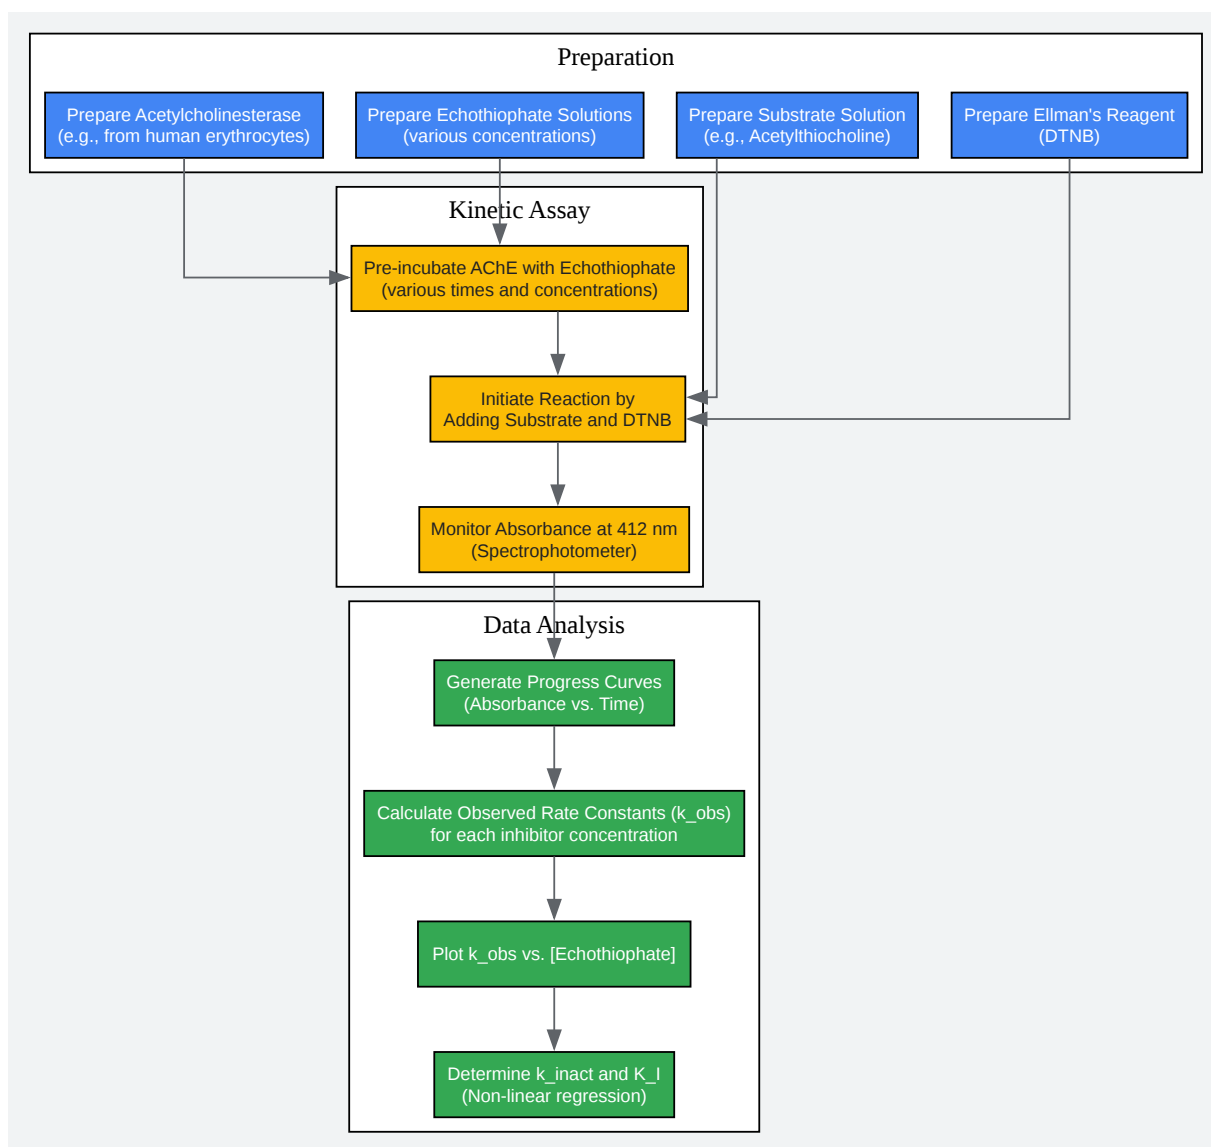 Preparation
Prepare Acetylcholinesterase
(e.g., from human erythrocytes)
Prepare Echothiophate Solutions
(various concentrations)
Prepare Substrate Solution
(e.g., Acetylthiocholine)
Prepare Ellman's Reagent
(DTNB)
Kinetic Assay
Pre-incubate AChE with Echothiophate
(various times and concentrations)
Initiate Reaction by
Adding Substrate and DTNB
Monitor Absorbance at 412 nm
(Spectrophotometer)
Data Analysis
Generate Progress Curves
(Absorbance vs. Time)
Calculate Observed Rate Constants (k_obs)
for each inhibitor concentration
Plot k_obs vs. [Echothiophate]
Determine k_inact and K_I
(Non-linear regression)